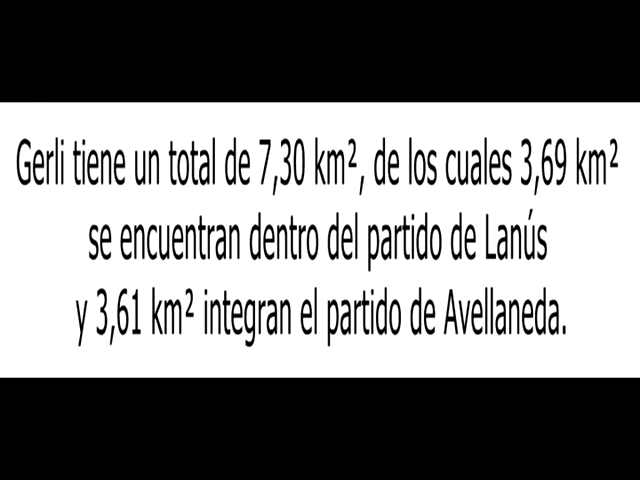 Gerli tiene un total de 7,30 km², de los cuales 3,69 km²
se encuentran dentro del partido de Lanús
y 3,61 km² integran el partido de Avellaneda.